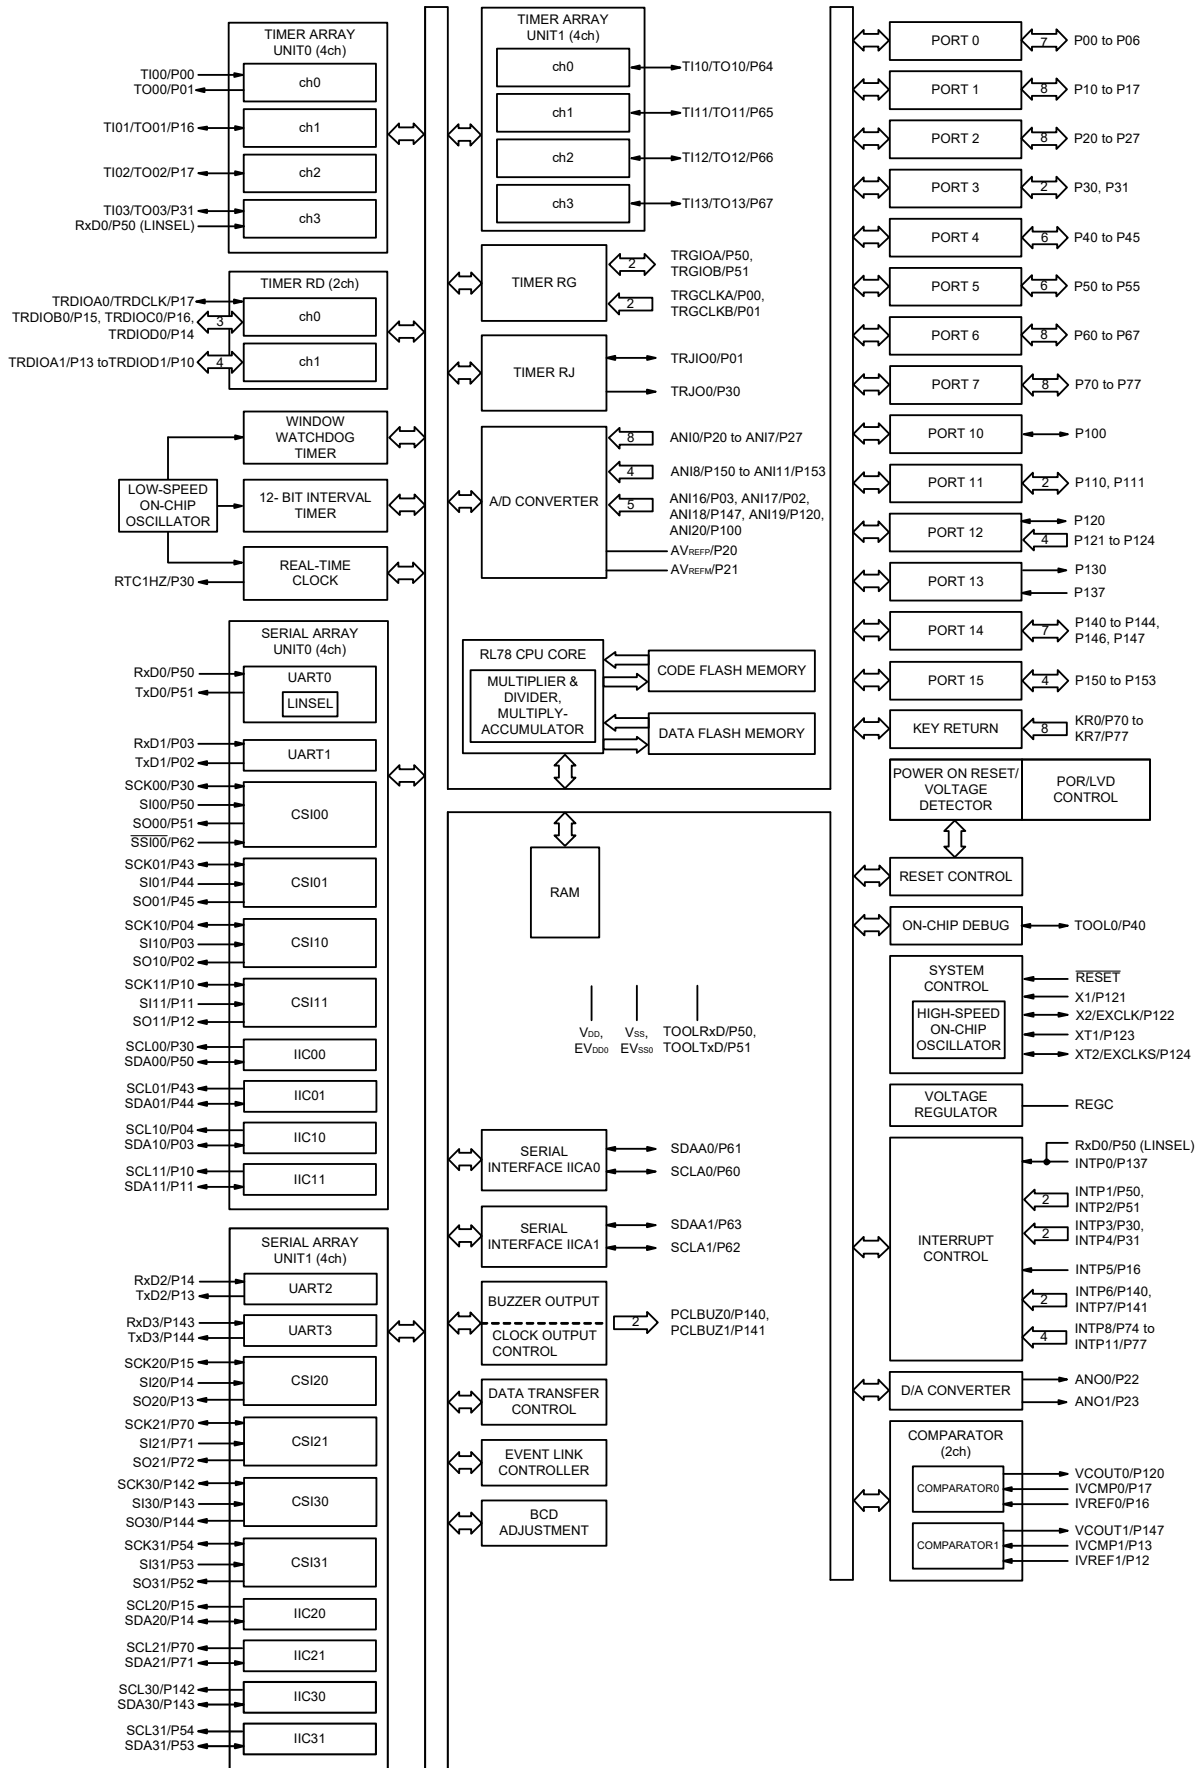 TIMER ARRAY
UNIT0 (4ch)
TI00/P00
TO00/P01
ch0
TI01/TO01/P16
ch1
TI02/TO02/P17
ch2
TI03/TO03/P31
RxD0/P50 (LINSEL)
ch3
TIMER RD (2ch)
TRDIOA0/TRDCLK/P17
TRDIOB0/P15, TRDIOC0/P16,
TRDIOD0/P14
3
ch0
TRDIOA1/P13 toTRDIOD1/P10
4
ch1
WINDOW
WATCHDOG
TIMER
LOW-SPEED
ON-CHIP
OSCILLATOR
12- BIT INTERVAL
TIMER
RTC1HZ/P30
REAL-TIME
CLOCK
SERIAL ARRAY
UNIT0 (4ch)
RxD0/P50
TxD0/P51
UART0
LINSEL
RxD1/P03
TxD1/P02
UART1
SCK00/P30
SI00/P50
SO00/P51
SSI00/P62
CSI00
SCK01/P43
SI01/P44
SO01/P45
CSI01
SCK10/P04
SI10/P03
SO10/P02
CSI10
SCK11/P10
SI11/P11
SO11/P12
CSI11
SCL00/P30
SDA00/P50
IIC00
SCL01/P43
SDA01/P44
IIC01
SCL10/P04
SDA10/P03
IIC10
SCL11/P10
SDA11/P11
IIC11
SERIAL ARRAY
UNIT1 (4ch)
RxD2/P14
TxD2/P13
UART2
RxD3/P143
TxD3/P144
UART3
SCK20/P15
SI20/P14
SO20/P13
CSI20
SCK21/P70
SI21/P71
SO21/P72
CSI21
SCK30/P142
SI30/P143
SO30/P144
CSI30
SCK31/P54
SI31/P53
SO31/P52
CSI31
SCL20/P15
SDA20/P14
IIC20
SCL21/P70
SDA21/P71
IIC21
SCL30/P142
SDA30/P143
IIC30
SCL31/P54
SDA31/P53
IIC31
TIMER ARRAY
UNIT1 (4ch)
ch0
TI10/TO10/P64
ch1
TI11/TO11/P65
ch2
TI12/TO12/P66
ch3
TI13/TO13/P67
TIMER RG
2
TRGIOA/P50,
TRGIOB/P51
2
TRGCLKA/P00,
TRGCLKB/P01
TIMER RJ
TRJIO0/P01
TRJO0/P30
A/D CONVERTER
8
ANI0/P20 to ANI7/P27
4
ANI8/P150 to ANI11/P153
5
ANI16/P03, ANI17/P02,
ANI18/P147, ANI19/P120,
ANI20/P100
AVREFP/P20
AVREFM/P21
RL78 CPU CORE
MULTIPLIER &
DIVIDER,
MULTIPLY-
ACCUMULATOR
CODE FLASH MEMORY
DATA FLASH MEMORY
RAM
VDD,
EVDD0
VSS,
EVSS0
TOOLRxD/P50,
TOOLTxD/P51
SERIAL
INTERFACE IICA0
SDAA0/P61
SCLA0/P60
SERIAL
INTERFACE IICA1
SDAA1/P63
SCLA1/P62
BUZZER OUTPUT
CLOCK OUTPUT
CONTROL
2
PCLBUZ0/P140,
PCLBUZ1/P141
DATA TRANSFER
CONTROL
EVENT LINK
CONTROLLER
BCD
ADJUSTMENT
PORT 0
7
P00 to P06
PORT 1
8
P10 to P17
PORT 2
8
P20 to P27
PORT 3
2
P30, P31
PORT 4
6
P40 to P45
PORT 5
6
P50 to P55
PORT 6
8
P60 to P67
PORT 7
8
P70 to P77
PORT 10
P100
PORT 11
2
P110, P111
PORT 12
P120
4
P121 to P124
PORT 13
P130
P137
PORT 14
7
P140 to P144,
P146, P147
PORT 15
4
P150 to P153
KEY RETURN
8
KR0/P70 to
KR7/P77
POWER ON RESET/
VOLTAGE
DETECTOR
POR/LVD
CONTROL
RESET CONTROL
ON-CHIP DEBUG
TOOL0/P40
SYSTEM
CONTROL
HIGH-SPEED
ON-CHIP
OSCILLATOR
RESET
X1/P121
X2/EXCLK/P122
XT1/P123
XT2/EXCLKS/P124
VOLTAGE
REGULATOR
REGC
INTERRUPT
CONTROL
RxD0/P50 (LINSEL)
INTP0/P137
2
INTP1/P50,
INTP2/P51
2
INTP3/P30,
INTP4/P31
INTP5/P16
2
INTP6/P140,
INTP7/P141
4
INTP8/P74 to
INTP11/P77
D/A CONVERTER
ANO0/P22
ANO1/P23
COMPARATOR
(2ch)
COMPARATOR0
VCOUT0/P120
IVCMP0/P17
IVREF0/P16
COMPARATOR1
VCOUT1/P147
IVCMP1/P13
IVREF1/P12